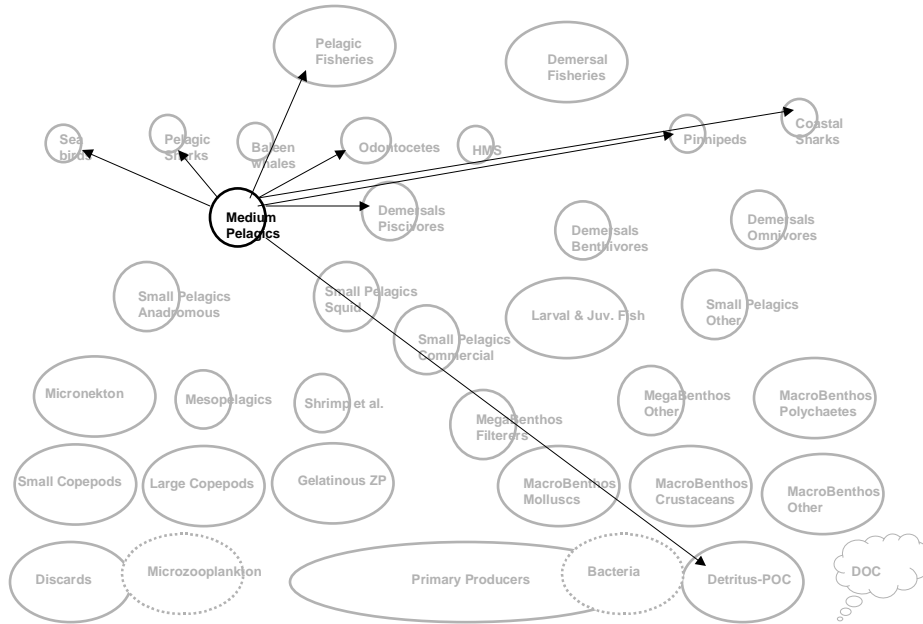 Pelagic
Fisheries
Demersal
Fisheries
Sea
birds
Pelagic
Sharks
Baleen
whales
Odontocetes
HMS
Pinnipeds
Coastal
Sharks
Medium
Pelagics
Demersals
Piscivores
Demersals
Benthivores
Demersals
Omnivores
Small Pelagics
Anadromous
Small Pelagics
Squid
Small Pelagics
Commercial
Larval & Juv. Fish
Small Pelagics
Other
Micronekton
Mesopelagics
Shrimp et al.
MegaBenthos
Filterers
MegaBenthos
Other
MacroBenthos
Polychaetes
Small Copepods
Large Copepods
Gelatinous ZP
MacroBenthos
Molluscs
MacroBenthos
Crustaceans
MacroBenthos
Other
Discards
Microzooplankton
Primary Producers
Bacteria
Detritus-POC
DOC